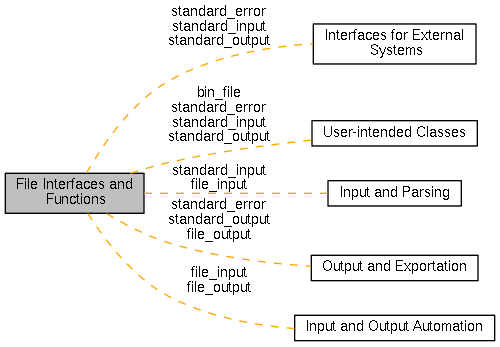 standard_error
standard_input
standard_output
Interfaces for External
Systems
bin_file
standard_error
standard_input
standard_output
User-intended Classes
File Interfaces and
Functions
standard_input
file_input
Input and Parsing
standard_error
standard_output
file_output
Output and Exportation
file_input
file_output
Input and Output Automation